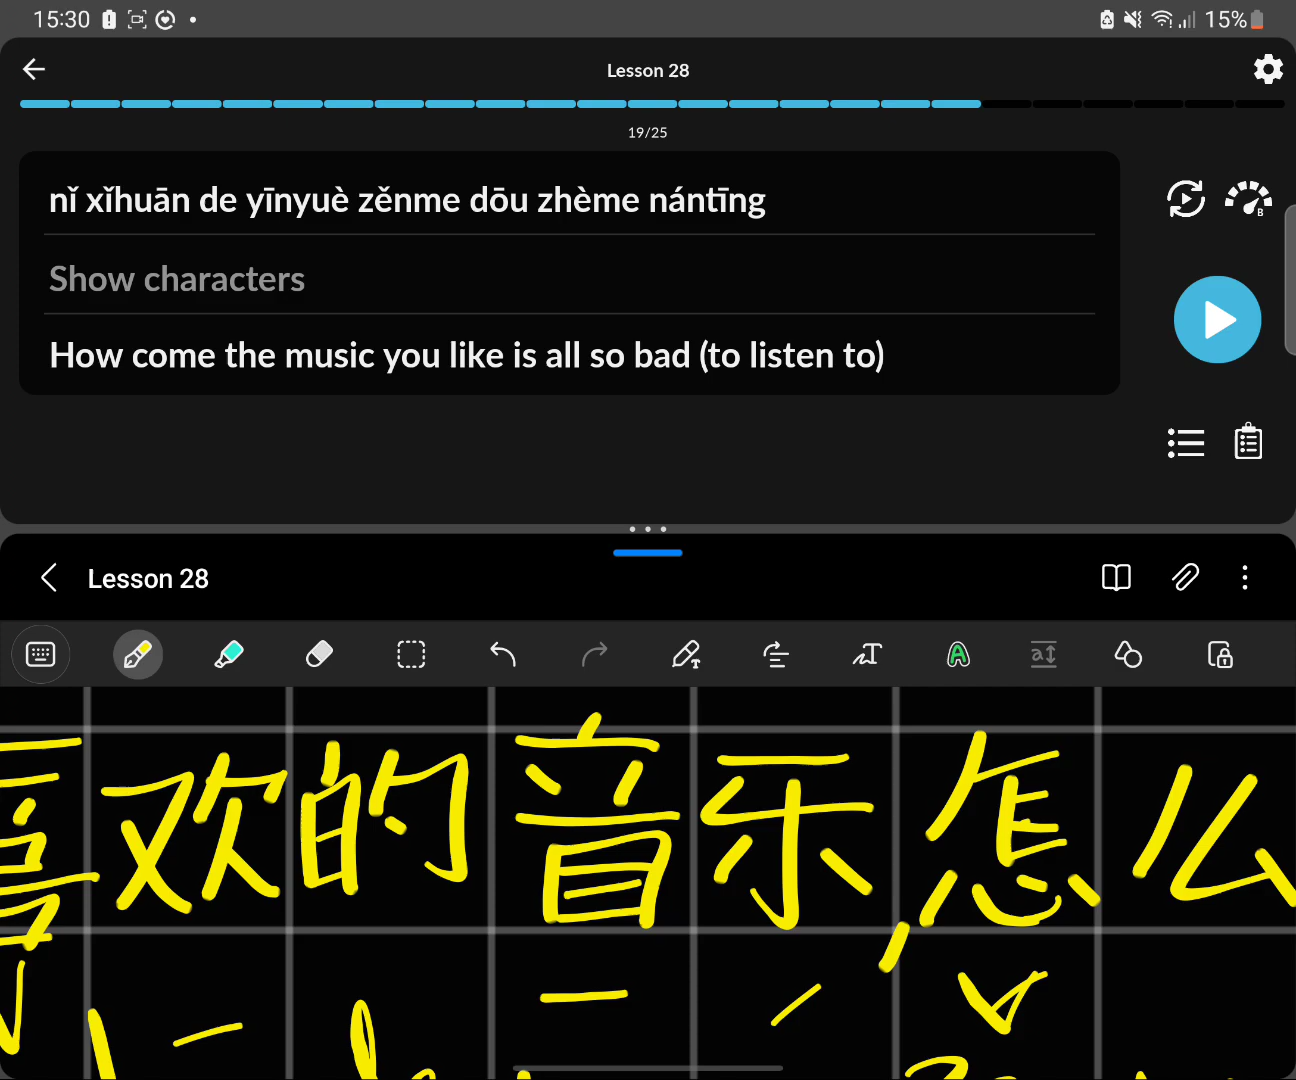 15:30
15%
Lesson 28
19/25
nǐ xǐhuān de yīnyuè zěnme dōu zhème nántīng
B
Show characters
How come the music you like is all so bad (to listen to)
Lesson 28
T T A a
喜欢的音乐,怎么